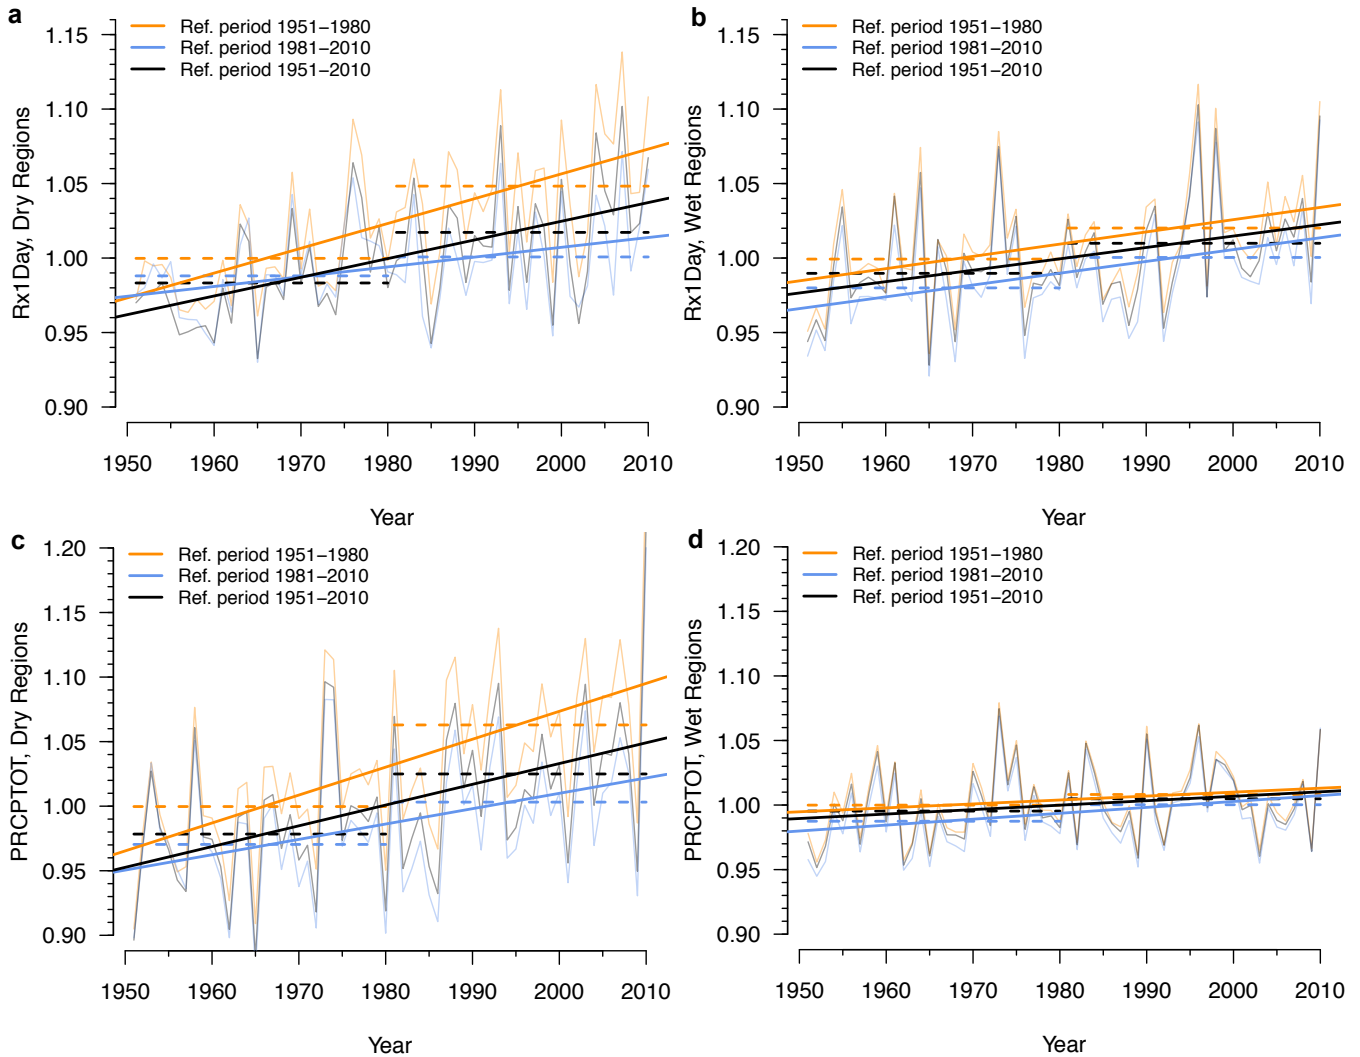 a
Ref. period 1951−1980
Ref. period 1981−2010
Ref. period 1951−2010
Rx1Day, Dry Regions
1.15
1.10
1.05
1.00
0.95
0.90
1950 1960 1970 1980 1990 2000 2010
Year
b
Ref. period 1951−1980
Ref. period 1981−2010
Ref. period 1951−2010
Rx1Day, Wet Regions
1.15
1.10
1.05
1.00
0.95
0.90
1950 1960 1970 1980 1990 2000 2010
Year
c
Ref. period 1951−1980
Ref. period 1981−2010
Ref. period 1951−2010
PRCPTOT, Dry Regions
1.20
1.15
1.10
1.05
1.00
0.95
0.90
1950 1960 1970 1980 1990 2000 2010
Year
d
Ref. period 1951−1980
Ref. period 1981−2010
Ref. period 1951−2010
PRCPTOT, Wet Regions
1.20
1.15
1.10
1.05
1.00
0.95
0.90
1950 1960 1970 1980 1990 2000 2010
Year